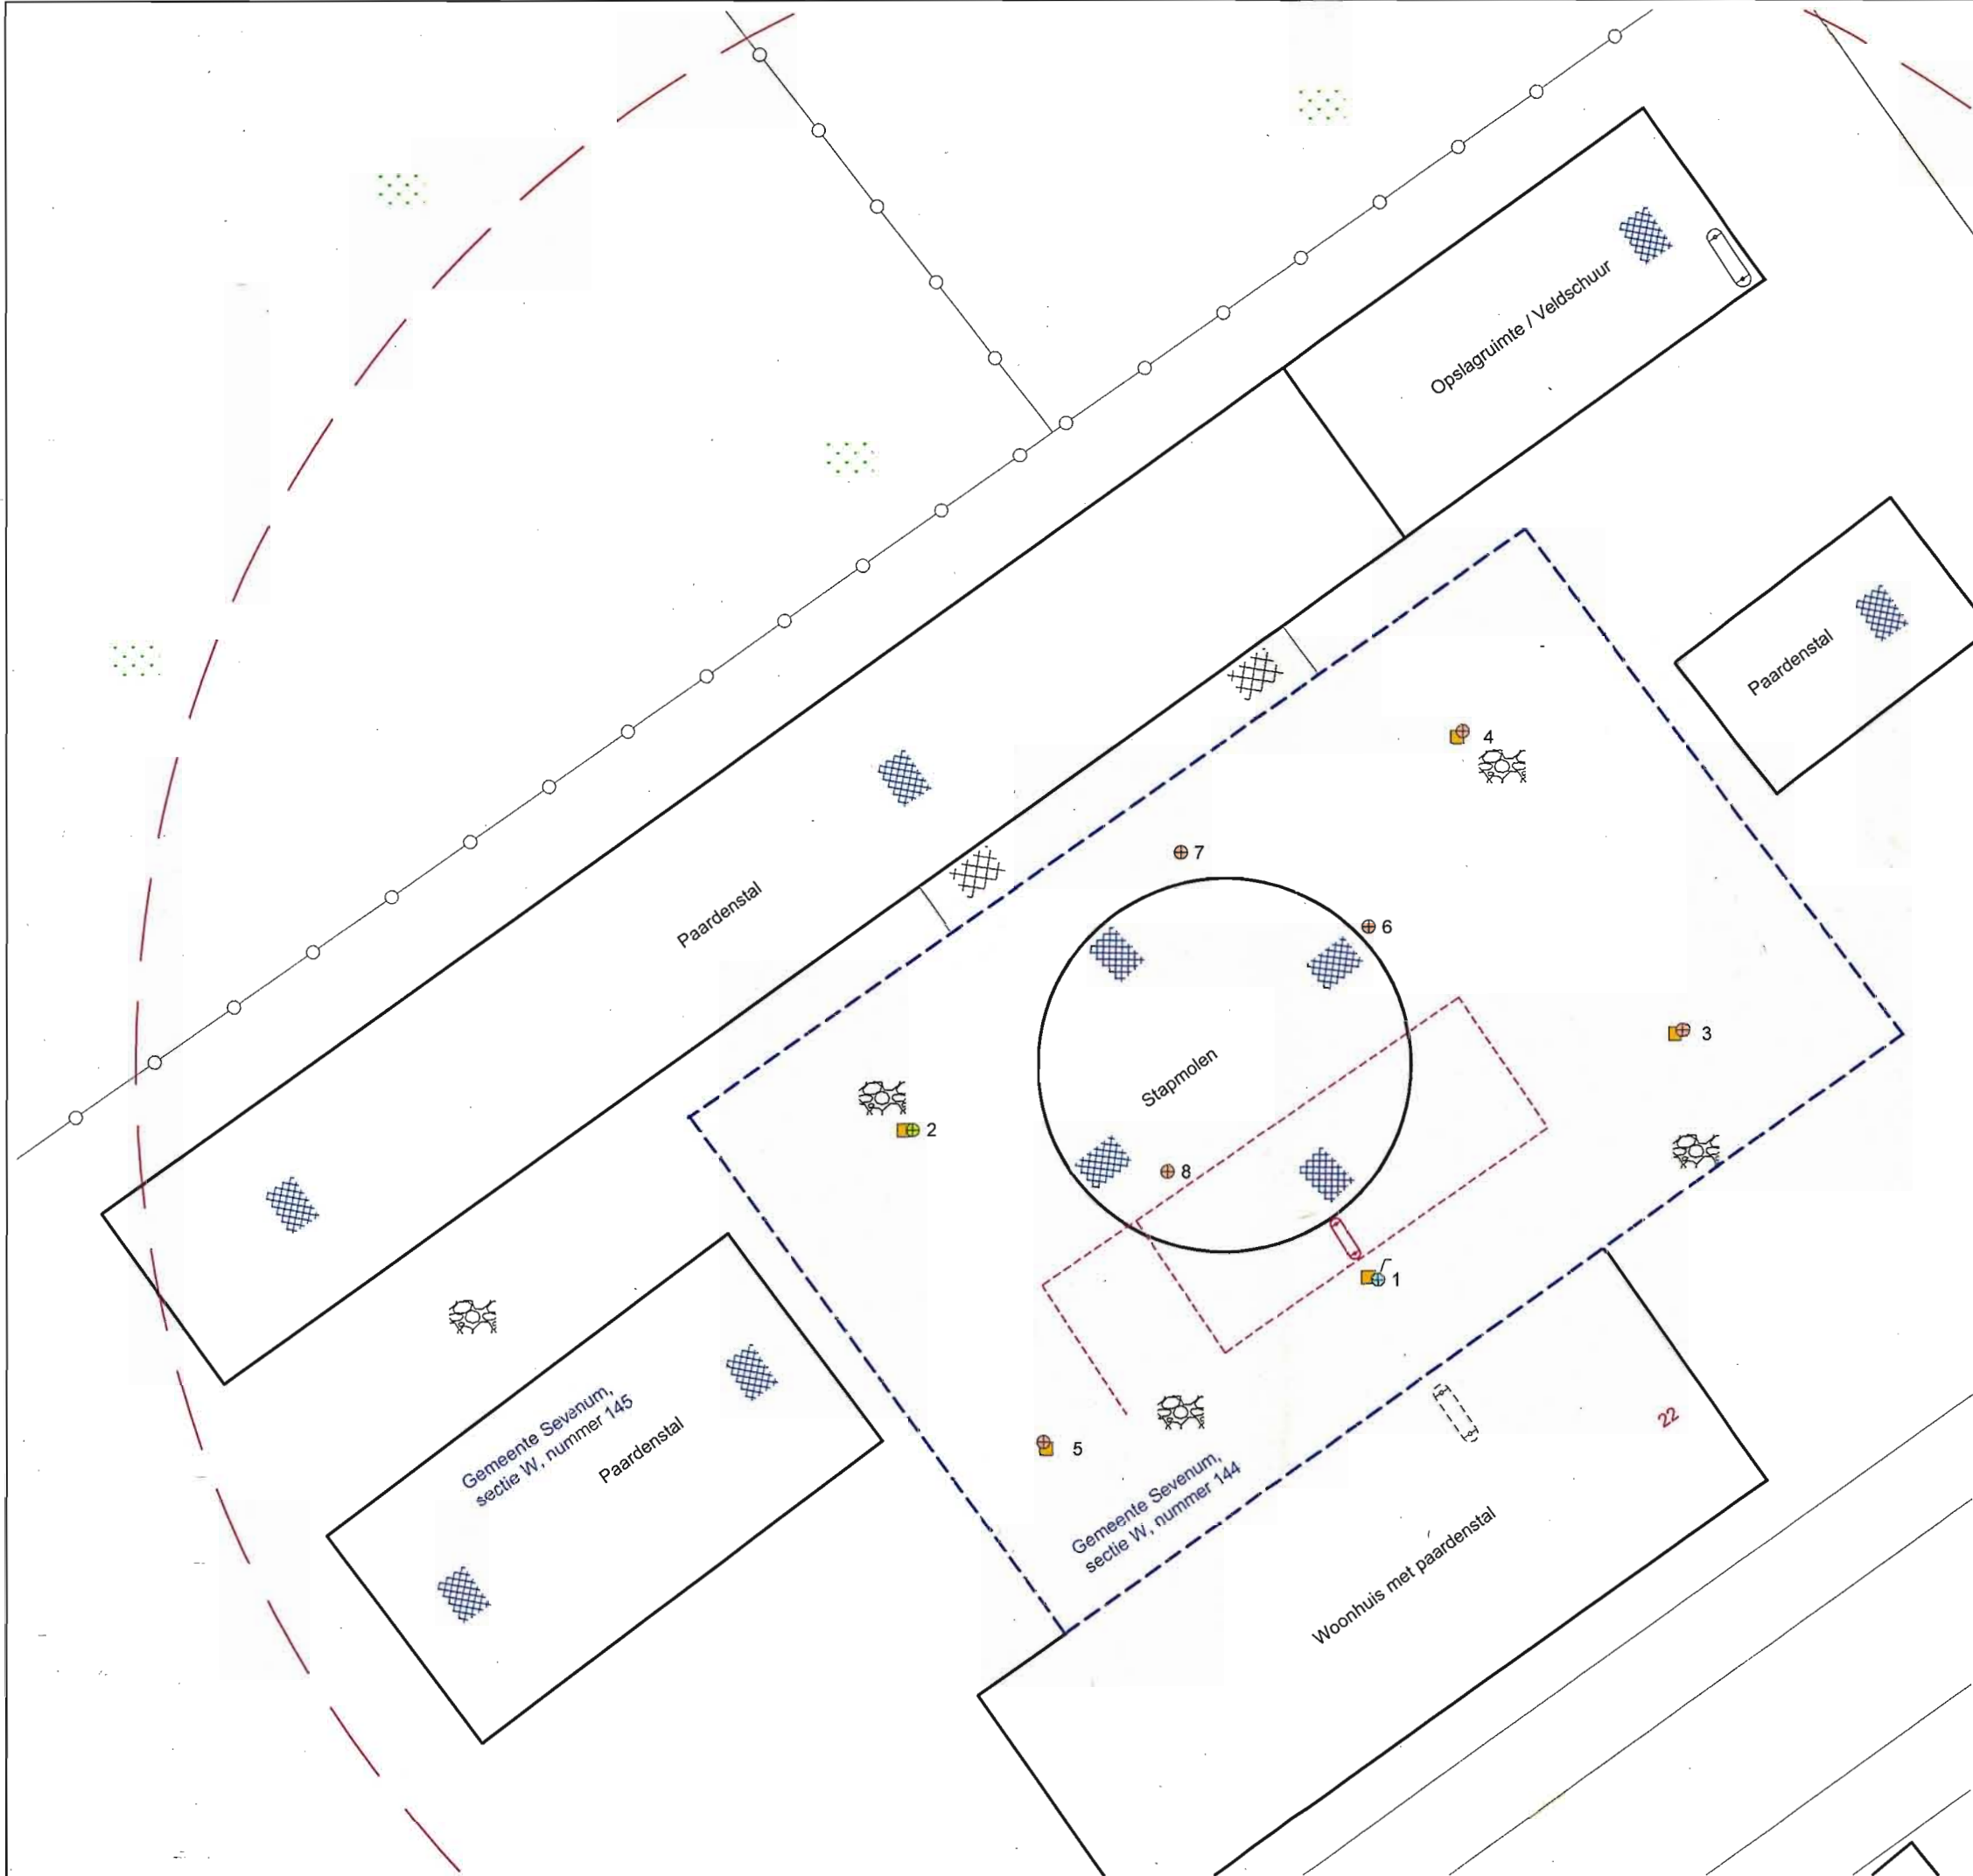 Opslagruimte / Veldschuur
Paardenstal
4
7
Paardenstal
6
3
Stapmolen
2
8
1
Gemeente Sevenum,
sectie W, nummer 145
Paardenstal
22
5
Gemeente Sevenum,
sectie W, nummer 144
Woonhuis met paardenstal